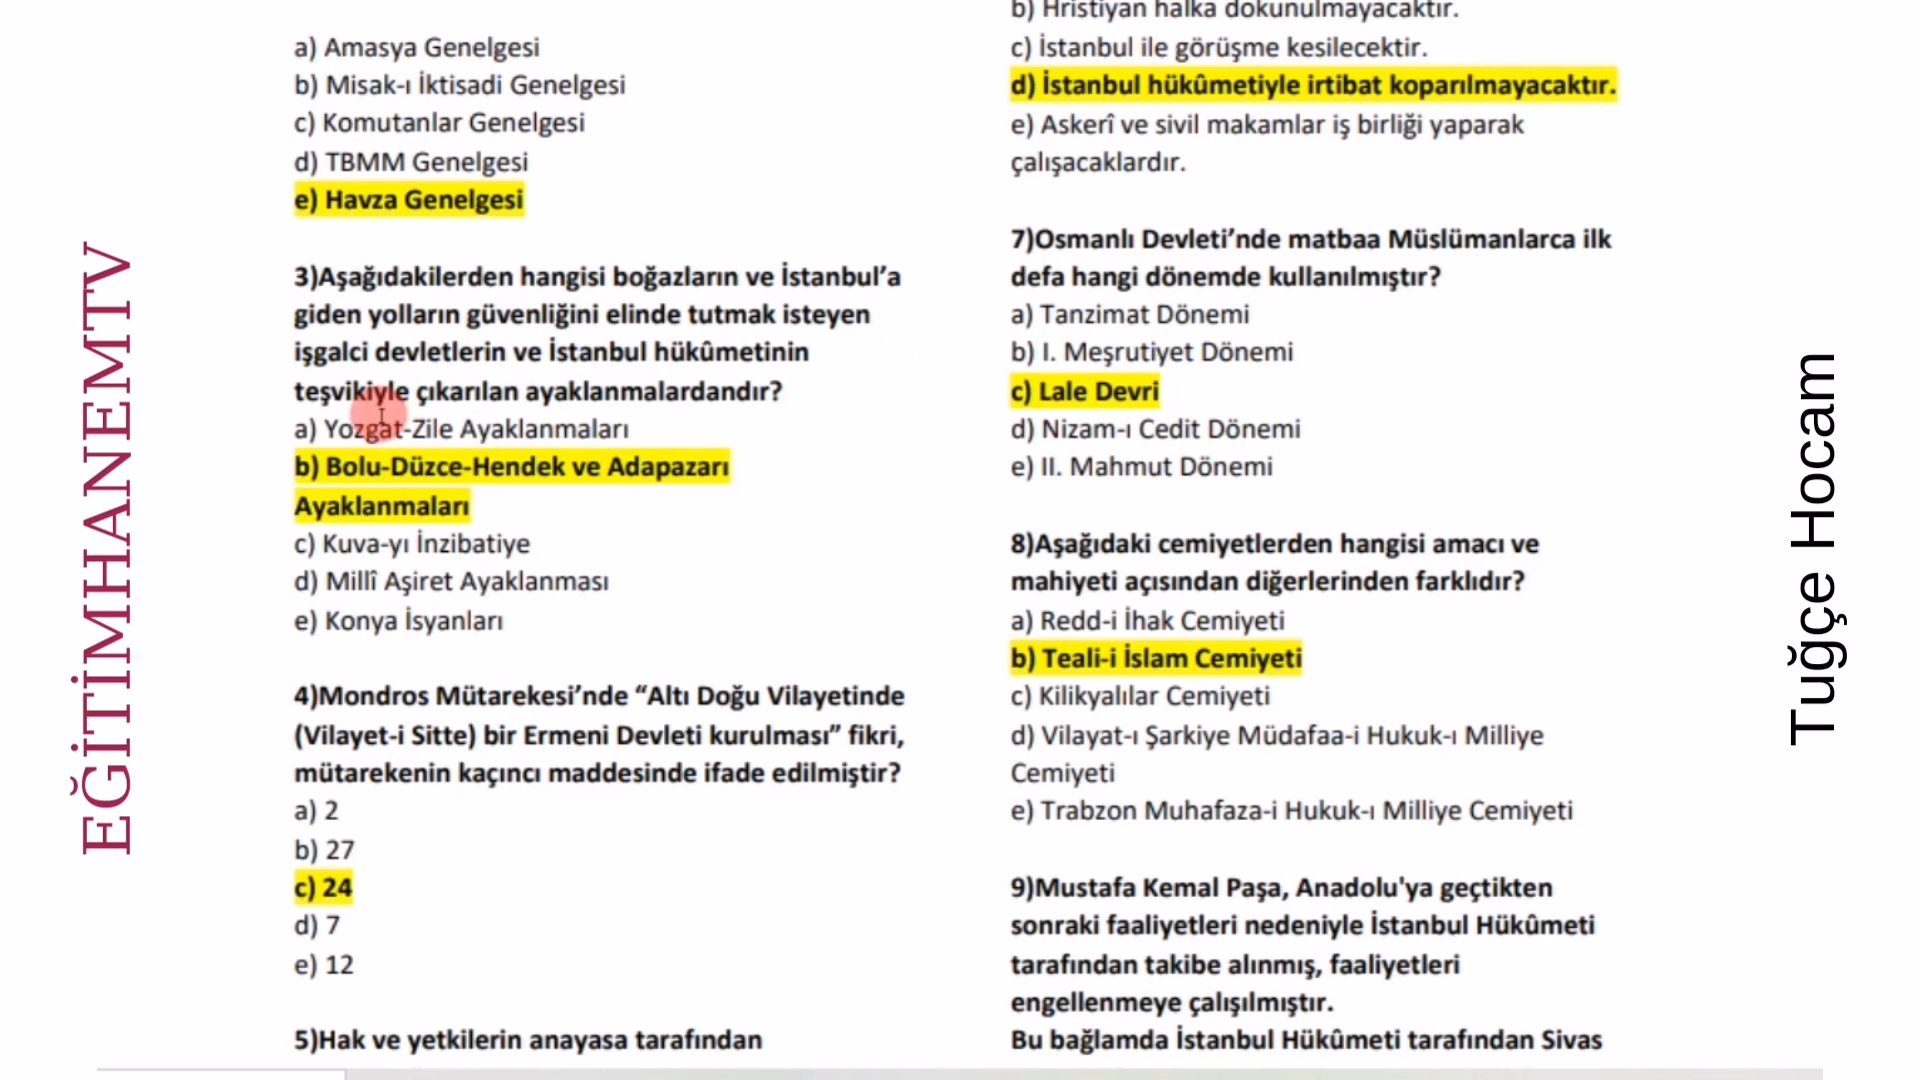 EĞİTİMHANEMTV
a) Amasya Genelgesi
b) Misak-ı İktisadi Genelgesi
c) Komutanlar Genelgesi
d) TBMM Genelgesi
e) Havza Genelgesi
3)Aşağıdakilerden hangisi boğazların ve İstanbul’a
giden yolların güvenliğini elinde tutmak isteyen
işgalci devletlerin ve İstanbul hükûmetinin
teşvikiyle çıkarılan ayaklanmalardandır?
a) Yozgat-Zile Ayaklanmaları
b) Bolu-Düzce-Hendek ve Adapazarı
Ayaklanmaları
c) Kuva-yı İnzibatiye
d) Millî Aşiret Ayaklanması
e) Konya İsyanları
4)Mondros Mütarekesi’nde “Altı Doğu Vilayetinde
(Vilayet-i Sitte) bir Ermeni Devleti kurulması” fikri,
mütarekenin kaçıncı maddesinde ifade edilmiştir?
a) 2
b) 27
c) 24
d) 7
e) 12
5)Hak ve yetkilerin anayasa tarafından
b) Hristiyan halka dokunulmayacaktır.
c) İstanbul ile görüşme kesilecektir.
d) İstanbul hükûmetiyle irtibat koparılmayacaktır.
e) Askerî ve sivil makamlar iş birliği yaparak
çalışacaklardır.
7)Osmanlı Devleti’nde matbaa Müslümanlarca ilk
defa hangi dönemde kullanılmıştır?
a) Tanzimat Dönemi
b) I. Meşrutiyet Dönemi
c) Lale Devri
d) Nizam-ı Cedit Dönemi
e) II. Mahmut Dönemi
8)Aşağıdaki cemiyetlerden hangisi amacı ve
mahiyeti açısından diğerlerinden farklıdır?
a) Redd-i İhak Cemiyeti
b) Teali-i İslam Cemiyeti
c) Kilikyalılar Cemiyeti
d) Vilayat-ı Şarkiye Müdafaa-i Hukuk-ı Milliye
Cemiyeti
e) Trabzon Muhafaza-i Hukuk-ı Milliye Cemiyeti
9)Mustafa Kemal Paşa, Anadolu'ya geçtikten
sonraki faaliyetleri nedeniyle İstanbul Hükûmeti
tarafından takibe alınmış, faaliyetleri
engellenmeye çalışılmıştır.
Bu bağlamda İstanbul Hükûmeti tarafından Sivas
Tuğçe Hocam